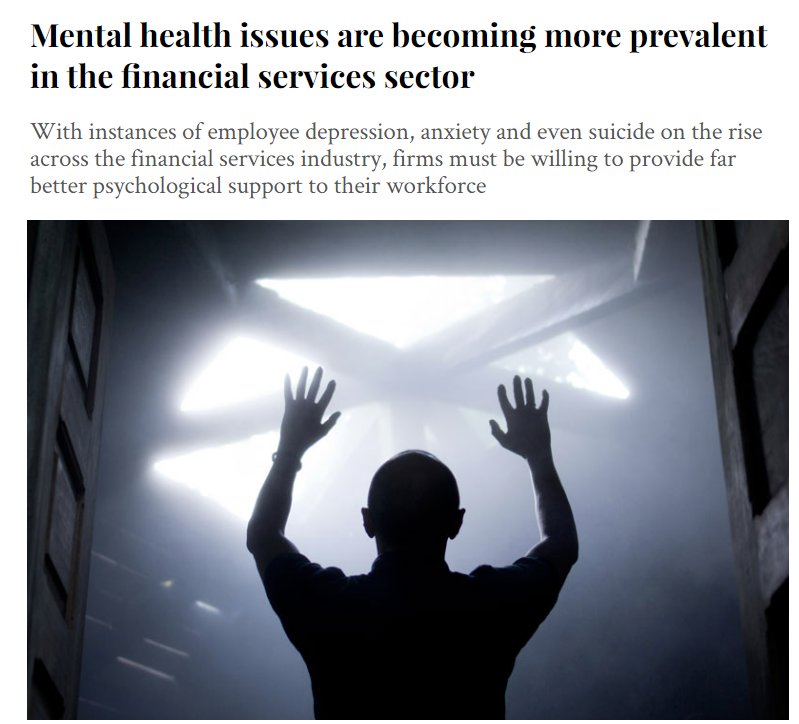 Mental health issues are becoming more prevalent
in the financial services sector
With instances of employee depression, anxiety and even suicide on the rise
across the financial services industry, firms must be willing to provide far
better psychological support to their workforce